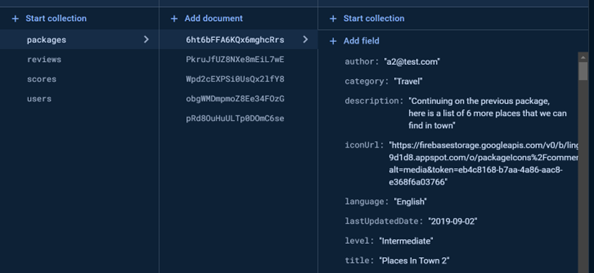 + Start collection
+ Add document
+ Start collection
packages
reviews
scores
users
6ht6bFFA6KQx6mghcRrs
PkruJfUZ8NXeBmEiL7wE
Wpd2cEXPSi0UsQx2lfY8
obgWMDmpmoZ8Ee34FOzG
pRd8OuHuULTp0DOmC6se
+ Add field
author: "a2@test.com"
category: "Travel"
description: "Continuing on the previous package,
here is a list of 6 more places that we can
find in town"
iconUrl: "https://firebasestorage.googleapis.com/v0/b/ling
9d1d8.appspot.com/o/packageIcons%2Fcommer
alt=media&token=eb4c8168-b7aa-4a86-aac8-
e368f6a03766"
language: "English"
lastUpdatedDate: "2019-09-02"
level: "Intermediate"
title: "Places In Town 2"